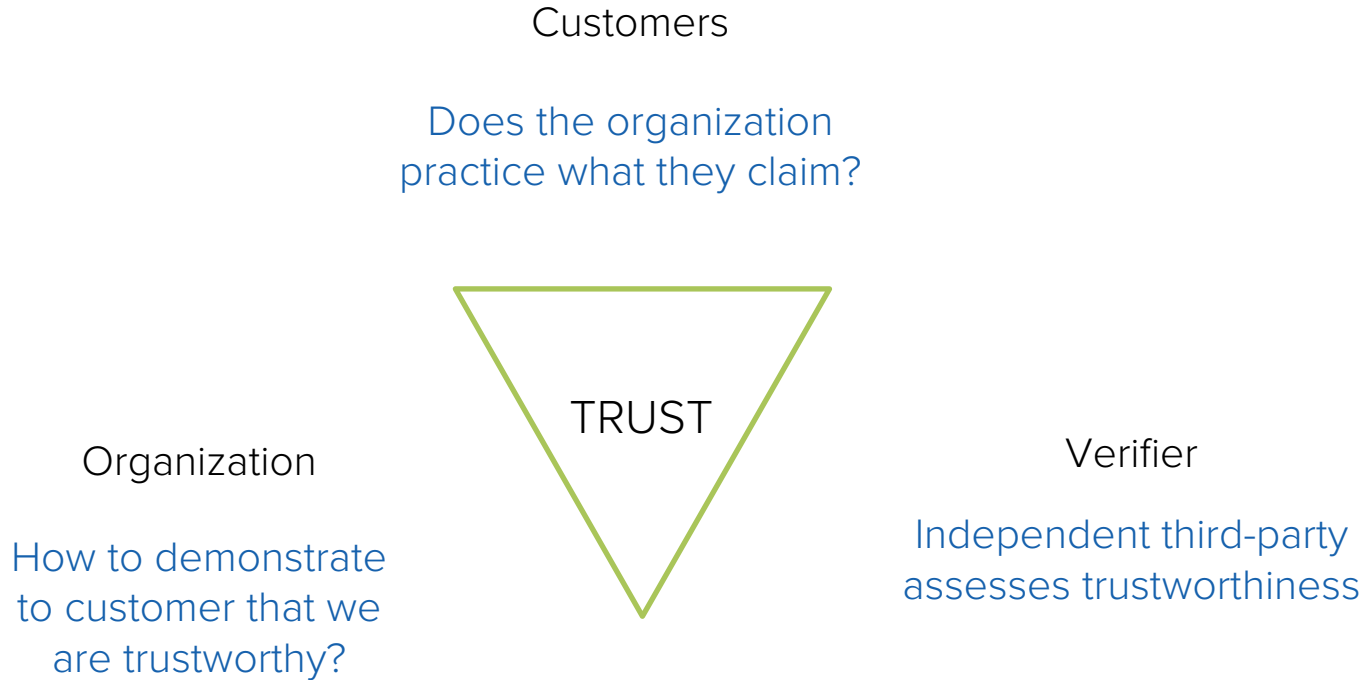 Customers
Does the organization
practice what they claim?
TRUST
Organization
How to demonstrate
to customer that we
are trustworthy?
Verifier
Independent third-party
assesses trustworthiness